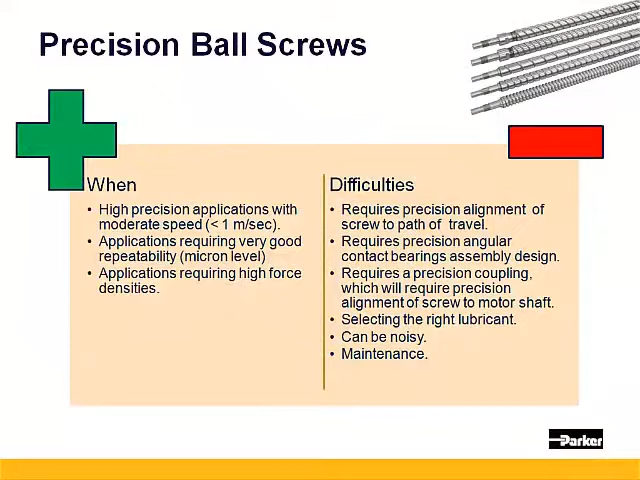 Precision Ball Screws
When
• High precision applications with
moderate speed (< 1 m/sec).
• Applications requiring very good
repeatability (micron level)
• Applications requiring high force
densities.
Difficulties
• Requires precision alignment of
screw to path of travel.
• Requires precision angular
contact bearings assembly design.
• Requires a precision coupling,
which will require precision
alignment of screw to motor shaft.
• Selecting the right lubricant.
• Can be noisy.
• Maintenance.
Parker